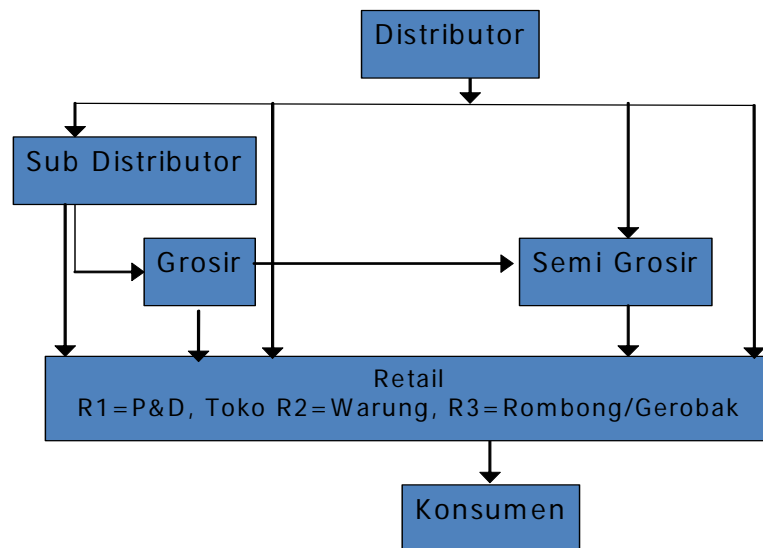 Distributor
Sub Distributor
Grosir
Semi Grosir
Retail
R1=P&D, Toko R2=Warung, R3=Rombong/Gerobak
Konsumen